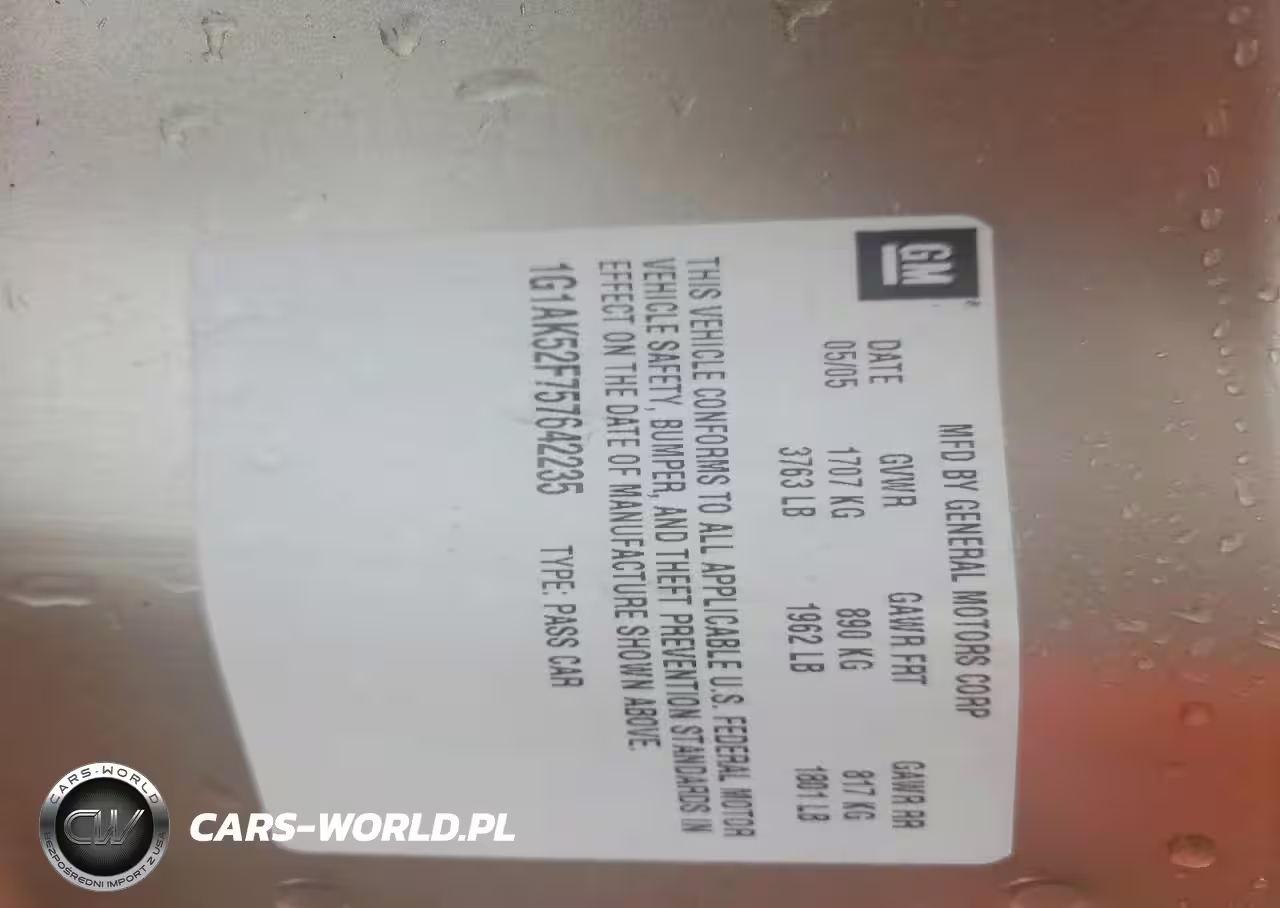 GM
MFD BY GENERAL MOTORS CORP
DATE GVWR GAWR FRT GAWR RR
05/05 1707 KG 890 KG 817 KG
3763 LB 1962 LB 1801 LB
THIS VEHICLE CONFORMS TO ALL APPLICABLE U.S. FEDERAL MOTOR
VEHICLE SAFETY, BUMPER, AND THEFT PREVENTION STANDARDS IN
EFFECT ON THE DATE OF MANUFACTURE SHOWN ABOVE.
1G1AK52F757642235 TYPE: PASS CAR
CARS-WORLD
CW
BEZPOŚREDNI IMPORT Z USA
CARS-WORLD.PL